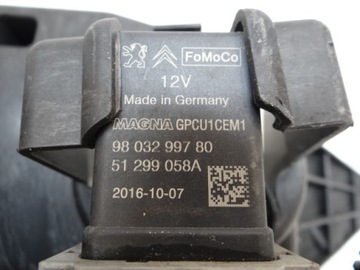 FoMoCo
12V
Made in Germany
MAGNA GPCU1CEM1
98 032 997 80
51 299 058A
2016-10-07